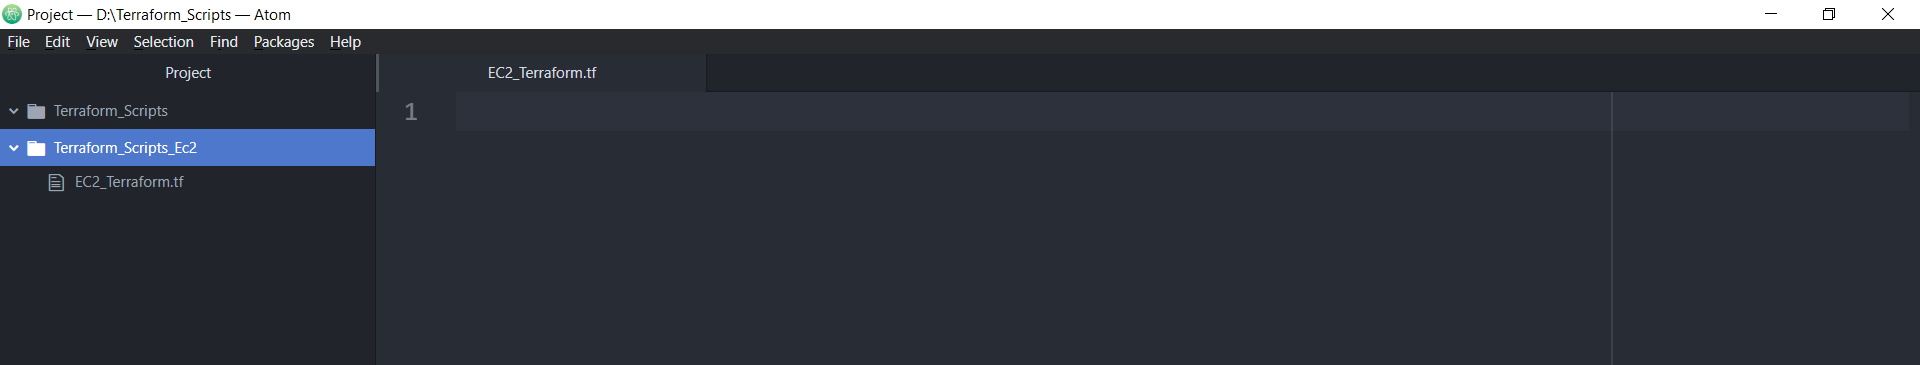 Project — D:\Terraform_Scripts — Atom
File Edit View Selection Find Packages Help
Project
EC2_Terraform.tf
Terraform_Scripts
1
Terraform_Scripts_Ec2
EC2_Terraform.tf